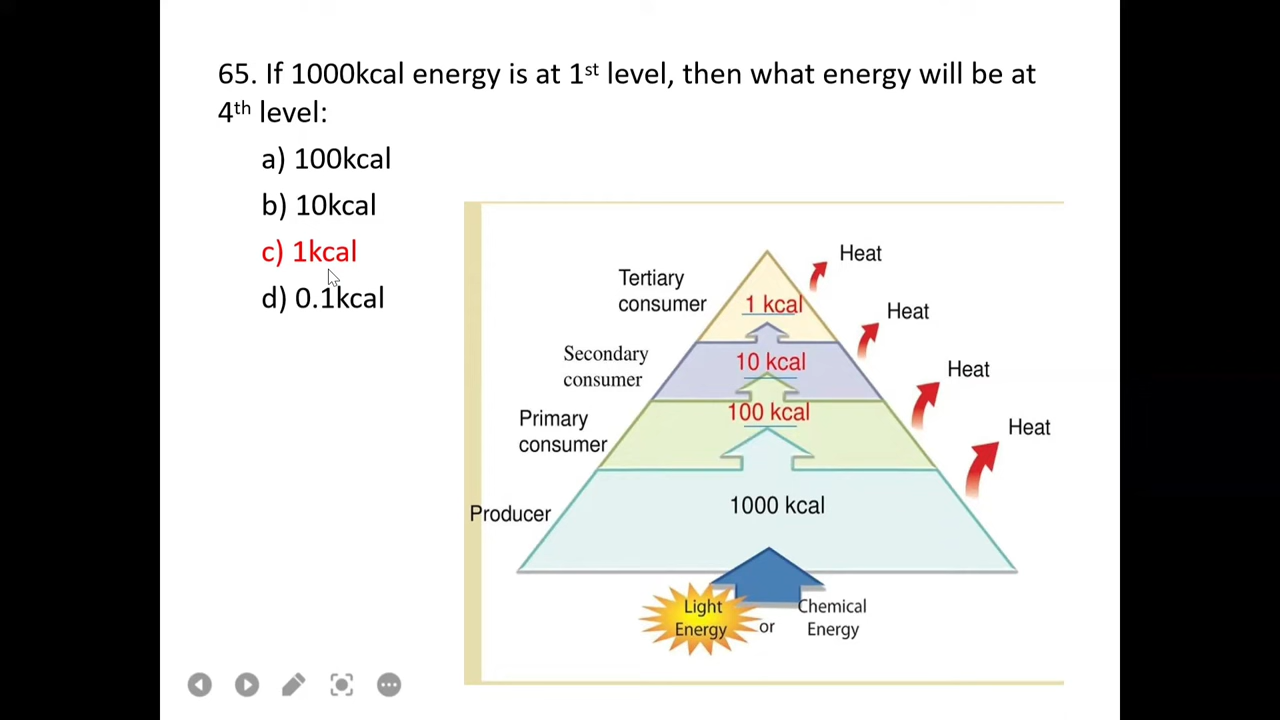 65. If 1000kcal energy is at 1st level, then what energy will be at
4th level:
a) 100kcal
b) 10kcal
c) 1kcal
d) 0.1kcal
Heat
Tertiary
consumer
1 kcal
Heat
Secondary
consumer
10 kcal
Heat
Primary
consumer
100 kcal
Heat
Producer
1000 kcal
Light
Energy
or
Chemical
Energy